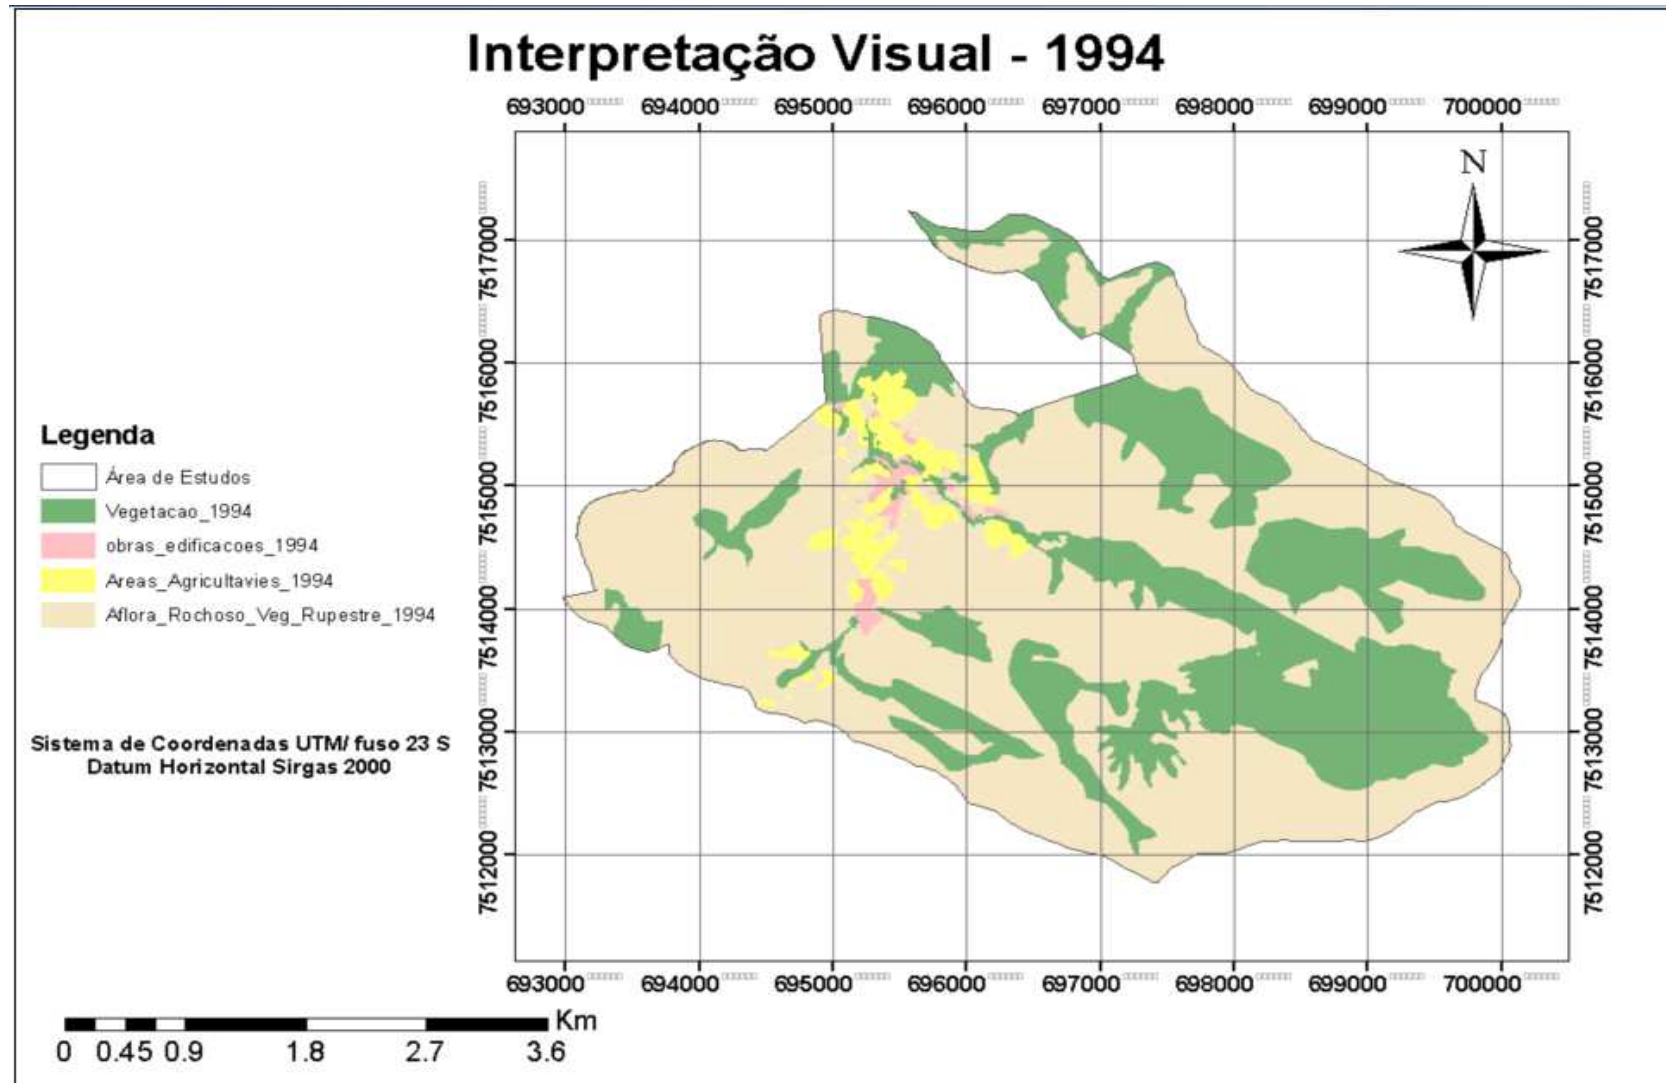 Interpretação Visual - 1994
693000 694000 695000 696000 697000 698000 699000 700000
N
7517000 7517000
7516000 7516000
7515000 7515000
7514000 7514000
7513000 7513000
7512000 7512000
Legenda
Área de Estudos
Vegetacao_1994
obras_edificacoes_1994
Areas_Agricultavies_1994
Aflora_Rochoso_Veg_Rupestre_1994
Sistema de Coordenadas UTM/ fuso 23 S
Datum Horizontal Sirgas 2000
693000 694000 695000 696000 697000 698000 699000 700000
Km
0 0.45 0.9 1.8 2.7 3.6